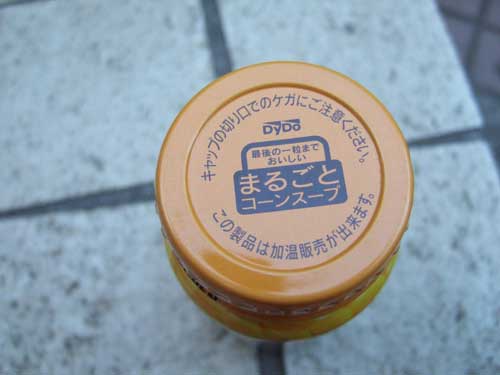 キャップの切り口でのケガにご注意ください。
DyDo
最後の一粒まで
おいしい
まるごと
コーンスープ
この製品は加温販売が出来ます。